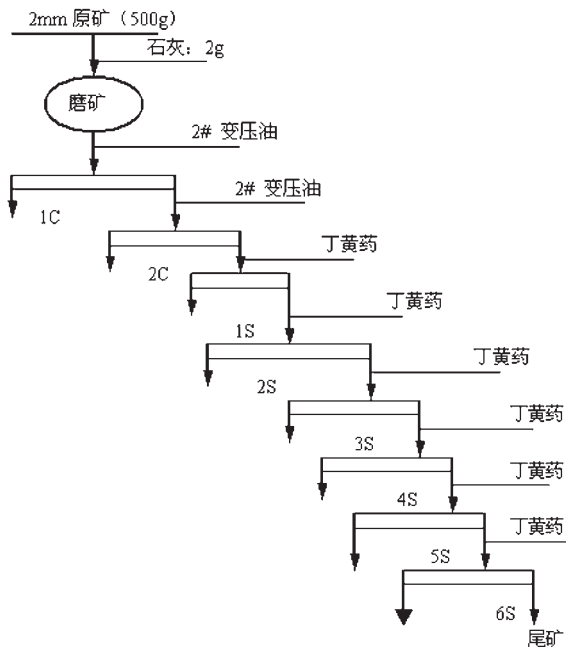 2mm 原矿（500g）
石灰：2g
磨矿
2# 变压油
2# 变压油
1C
丁黄药
2C
丁黄药
1S
丁黄药
2S
丁黄药
3S
丁黄药
4S
丁黄药
5S
6S
尾矿